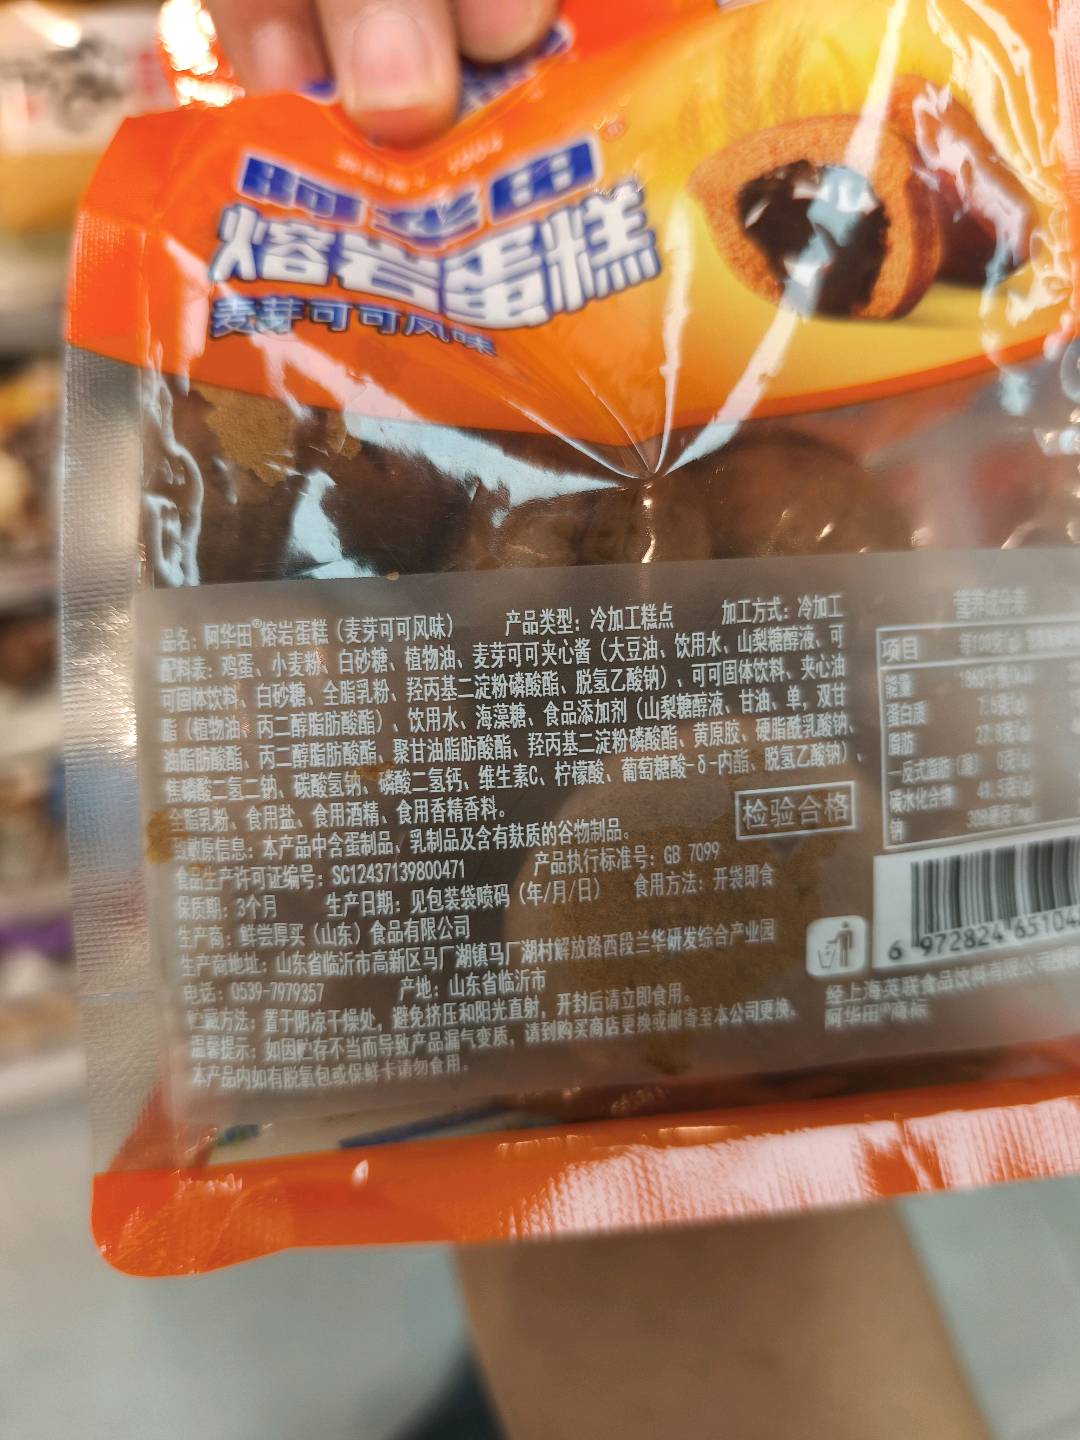 阿华田
熔岩蛋糕
麦芽可可风味
品名：阿华田®熔岩蛋糕（麦芽可可风味） 产品类型：冷加工糕点 加工方式：冷加工
配料表：鸡蛋、小麦粉、白砂糖、植物油、麦芽可可夹心酱（大豆油、饮用水、山梨糖醇液、可
可固体饮料、白砂糖、全脂乳粉、羟丙基二淀粉磷酸酯、脱氢乙酸钠）、可可固体饮料、夹心油
脂（植物油、丙二醇脂肪酸酯）、饮用水、海藻糖、食品添加剂（山梨糖醇液、甘油、单，双甘
油脂肪酸酯、丙二醇脂肪酸酯、聚甘油脂肪酸酯、羟丙基二淀粉磷酸酯、黄原胶、硬脂酰乳酸钠、
焦磷酸二氢二钠、碳酸氢钠、磷酸二氢钙、维生素C、柠檬酸、葡萄糖酸-δ-内酯、脱氢乙酸钠）、
全脂乳粉、食用盐、食用酒精、食用香精香料。
致敏原信息：本产品中含蛋制品、乳制品及含有麸质的谷物制品。
检验合格
食品生产许可证编号：SC12437139800471 产品执行标准号：GB 7099
保质期：3个月 生产日期：见包装袋喷码（年/月/日） 食用方法：开袋即食
生产商：鲜尝厚买（山东）食品有限公司
生产商地址：山东省临沂市高新区马厂湖镇马厂湖村解放路西段兰华研发综合产业园
电话：0539-7979357 产地：山东省临沂市
贮藏方法：置于阴凉干燥处，避免挤压和阳光直射，开封后请立即食用。
温馨提示：如因贮存不当而导致产品漏气变质，请到购买商店更换或邮寄至本公司更换。
本产品内如有脱氧包或保鲜卡请勿食用。
营养成分表
项目
能量
蛋白质
脂肪
-反式脂肪（酸）
碳水化合物
钠
6 972824 65104
经上海英联食品饮料有限公司授权
阿华田®商标